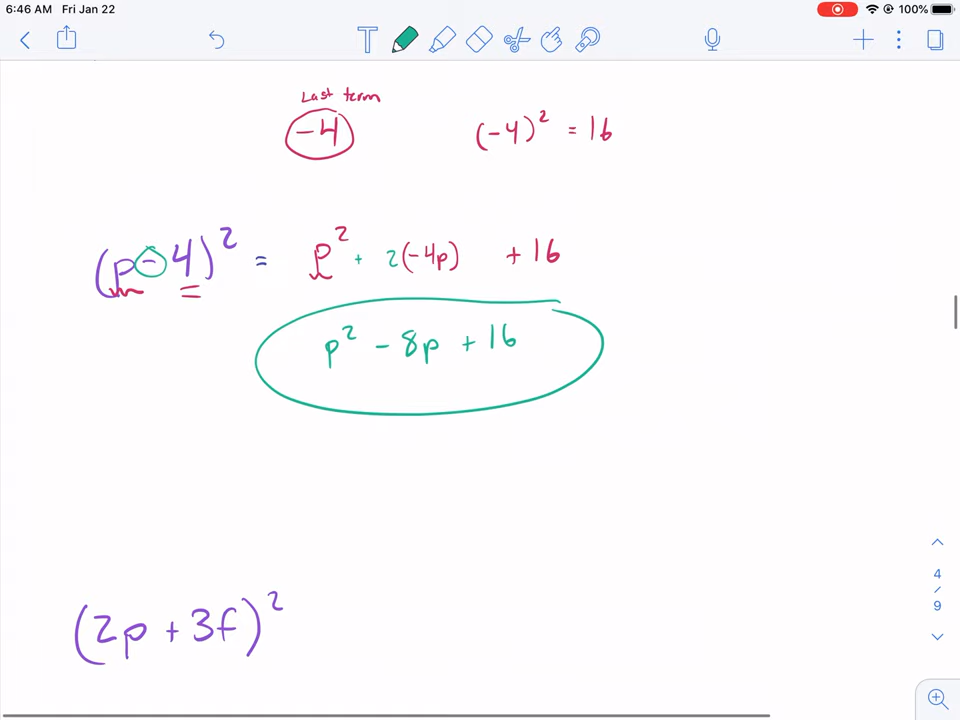 6:46 AM Fri Jan 22
100%
T
Last term
-4
(-4)² = 16
(p - 4)² = p² + 2(-4p) + 16
p² - 8p + 16
4
/
9
(2p + 3f)²